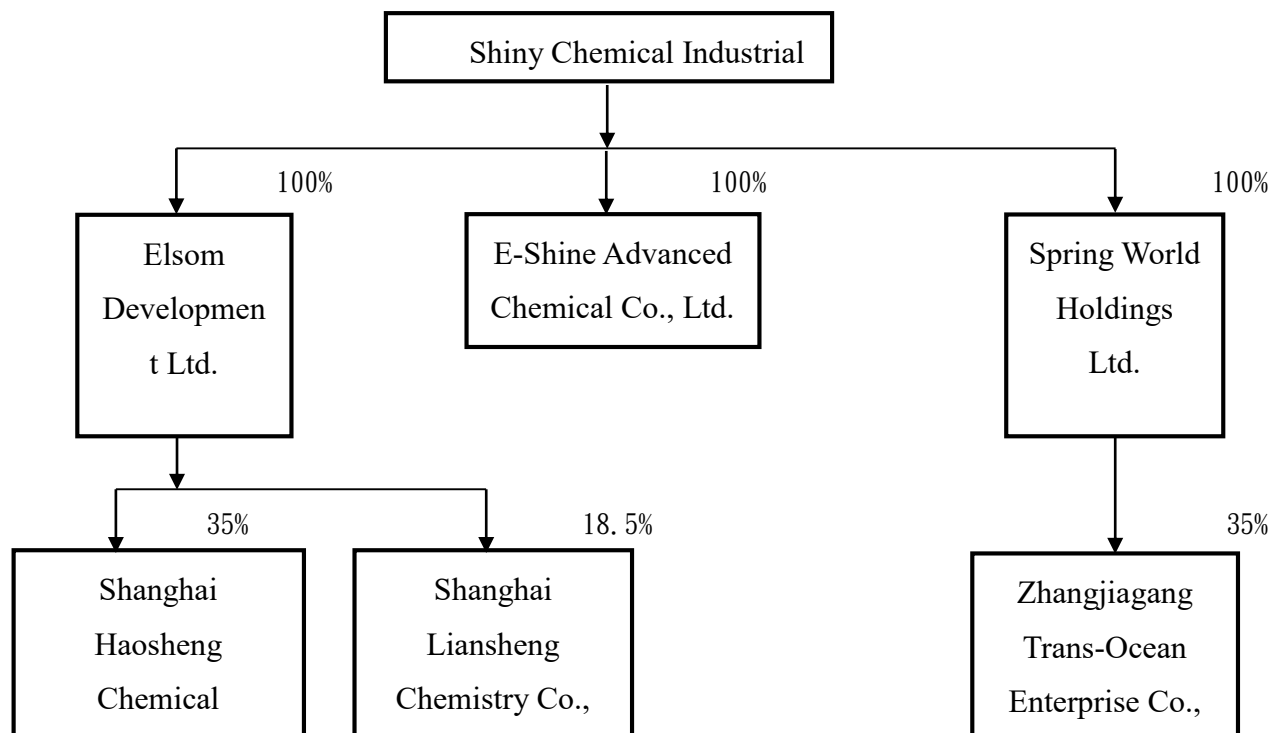 Shiny Chemical Industrial
100%
100%
100%
Elsom
Developmen
t Ltd.
E-Shine Advanced
Chemical Co., Ltd.
Spring World
Holdings
Ltd.
35%
18.5%
35%
Shanghai
Haosheng
Chemical
Shanghai
Liansheng
Chemistry Co.,
Zhangjiagang
Trans-Ocean
Enterprise Co.,